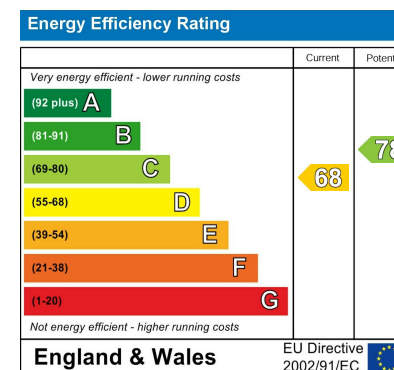 Energy Efficiency Rating
Current
Very energy efficient - lower running costs
(92 plus) A
(81-91) B
(69-80) C
(55-68) D
(39-54) E
(21-38) F
(1-20) G
68
Not energy efficient - higher running costs
England & Wales
EU Directive
2002/91/EC